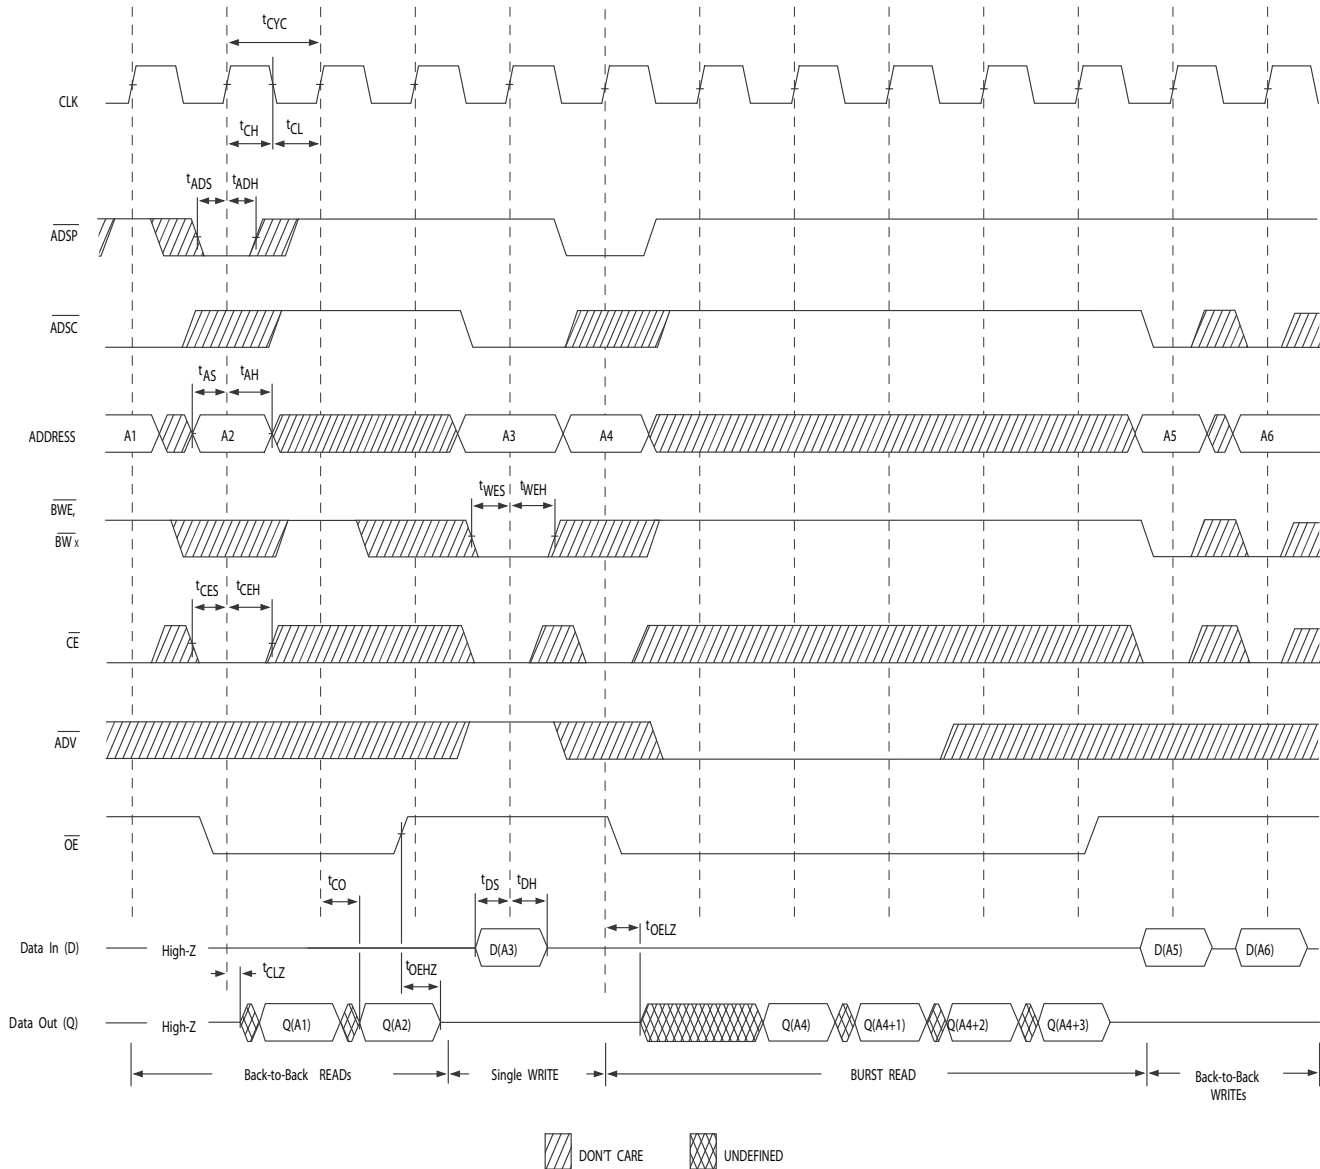 tCYC
CLK
tCH
tCL
tADS
tADH
ADSP
ADSC
tAS
tAH
ADDRESS
A1
A2
A3
A4
A5
A6
tWES
tWEH
BWE,
BW x
tCES
tCEH
CE
ADV
OE
tCO
tDS
tDH
tOELZ
Data In (D)
High-Z
D(A3)
D(A5)
D(A6)
tCLZ
tOEHZ
Data Out (Q)
High-Z
Q(A1)
Q(A2)
Q(A4)
Q(A4+1)
Q(A4+2)
Q(A4+3)
Back-to-Back READs
Single WRITE
BURST READ
Back-to-Back
WRITEs
DON'T CARE
UNDEFINED